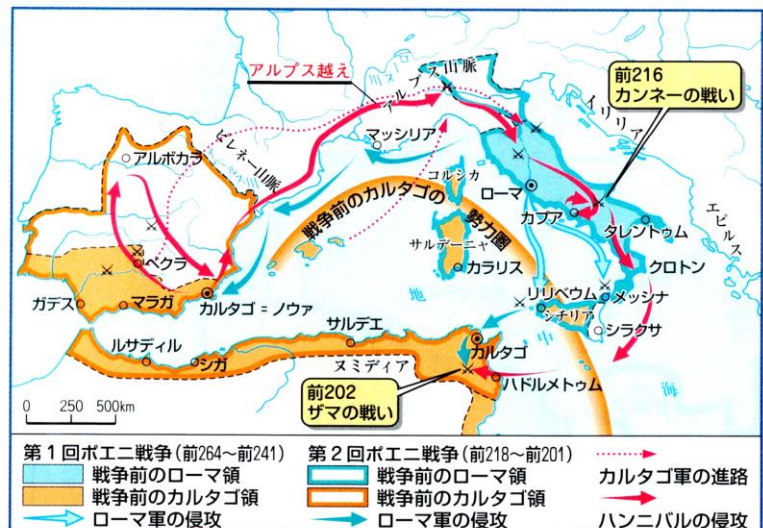 アルプス越え
アルプス山脈
前216
カンネーの戦い
イリリア
マッシリア
アルボカラ
ピレネー山脈
コルシカ
ローマ
カプア
エピルス
タレントゥム
戦争前のカルタゴの勢力圏
サルデーニャ
カラリス
クロトン
ベクラ
ガデス
マラガ
カルタゴ=ノウァ
地
中
海
リリベウム
メッシナ
シチリア
シラクサ
サルデエ
ルサディル
シガ
カルタゴ
ヌミディア
ハドルメトゥム
前202
ザマの戦い
0 250 500km
第1回ポエニ戦争(前264~前241)
戦争前のローマ領
戦争前のカルタゴ領
ローマ軍の侵攻
第2回ポエニ戦争(前218~前201)
戦争前のローマ領
戦争前のカルタゴ領
ローマ軍の侵攻
カルタゴ軍の進路
ハンニバルの侵攻